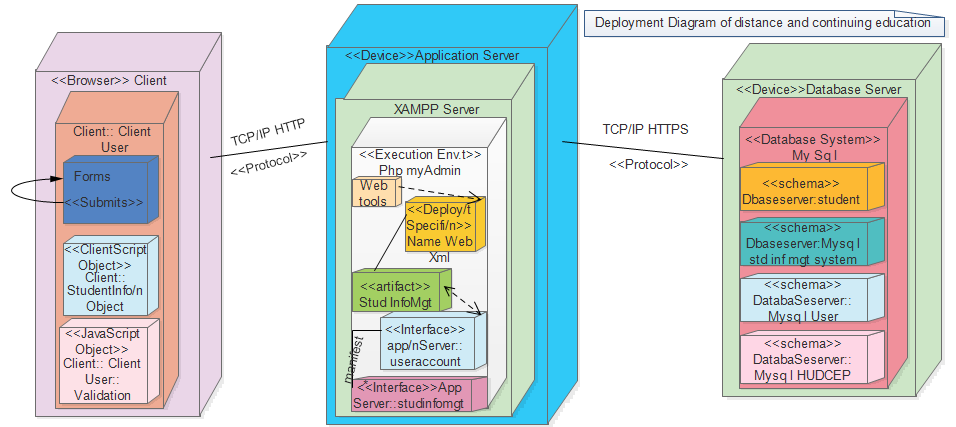 Deployment Diagram of distance and continuing education
<<Browser>> Client
Client:: Client
User
Forms
<<Submits>>
<<ClientScript
Object>>
Client::
StudentInfo/n
Object
<<JavaScript
Object>>
Client:: Client
User::
Validation
TCP/IP HTTP
<<Protocol>>
<<Device>>Application Server
XAMPP Server
<<Execution Env.t>>
Php myAdmin
Web
tools
<<Deploy/t
Specifi/n>>
Name Web
Xml
<<artifact>>
Stud InfoMgt
<<Interface>>
app/nServer::
useraccount
manifest
<<Interface>>App
Server::studinfomgt
TCP/IP HTTPS
<<Protocol>>
<<Device>>Database Server
<<Database System>>
My Sq l
<<schema>>
Dbaseserver:student
<<schema>>
Dbaseserver:Mysq l
std inf mgt system
<<schema>>
DatabaSeserver::
Mysq l User
<<schema>>
DatabaSeserver::
Mysq l HUDCEP